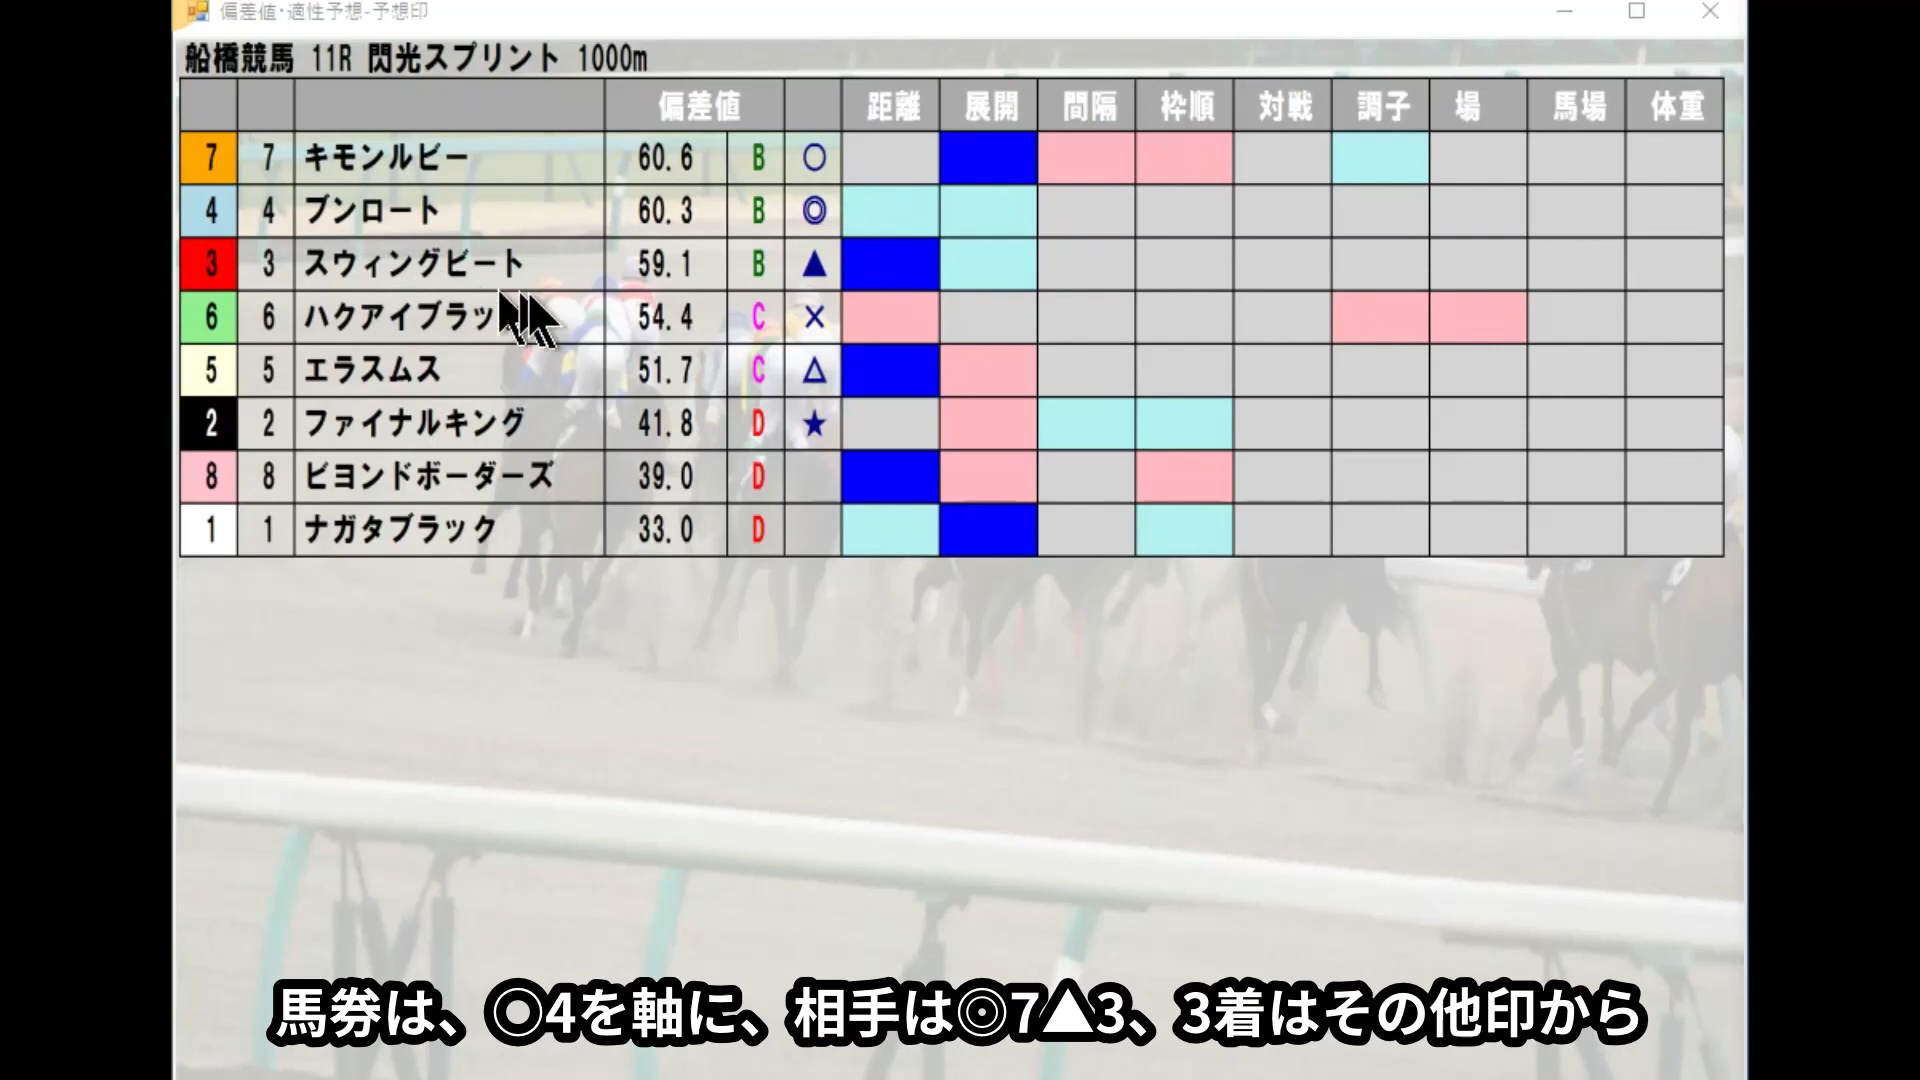 偏差値・適性予想-予想印
船橋競馬 11R 閃光スプリント 1000m
偏差値 距離 展開 間隔 枠順 対戦 調子 場 馬場 体重
7 7 キモンルビー 60.6 B ○
4 4 ブンロート 60.3 B ◎
3 3 スウィングビート 59.1 B ▲
6 6 ハクアイブラッ 54.4 C ×
5 5 エラスムス 51.7 C △
2 2 ファイナルキング 41.8 D ★
8 8 ビヨンドボーダーズ 39.0 D
1 1 ナガタブラック 33.0 D
馬券は、○4を軸に、相手は◎7▲3、3着はその他印から